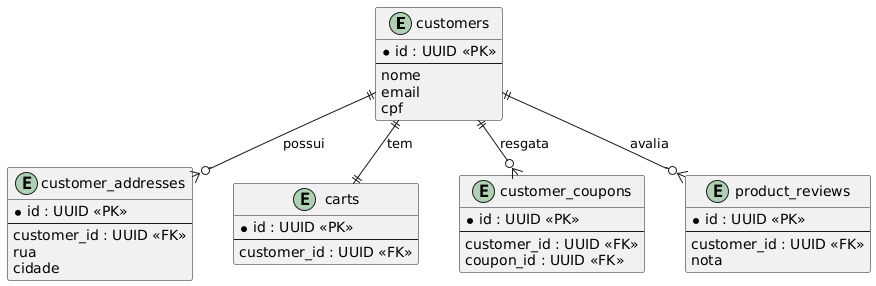 E customers
* id : UUID «PK»
nome
email
cpf
possui
tem
resgata
avalia
E customer_addresses
* id : UUID «PK»
customer_id : UUID «FK»
rua
cidade
E carts
* id : UUID «PK»
customer_id : UUID «FK»
E customer_coupons
* id : UUID «PK»
customer_id : UUID «FK»
coupon_id : UUID «FK»
E product_reviews
* id : UUID «PK»
customer_id : UUID «FK»
nota